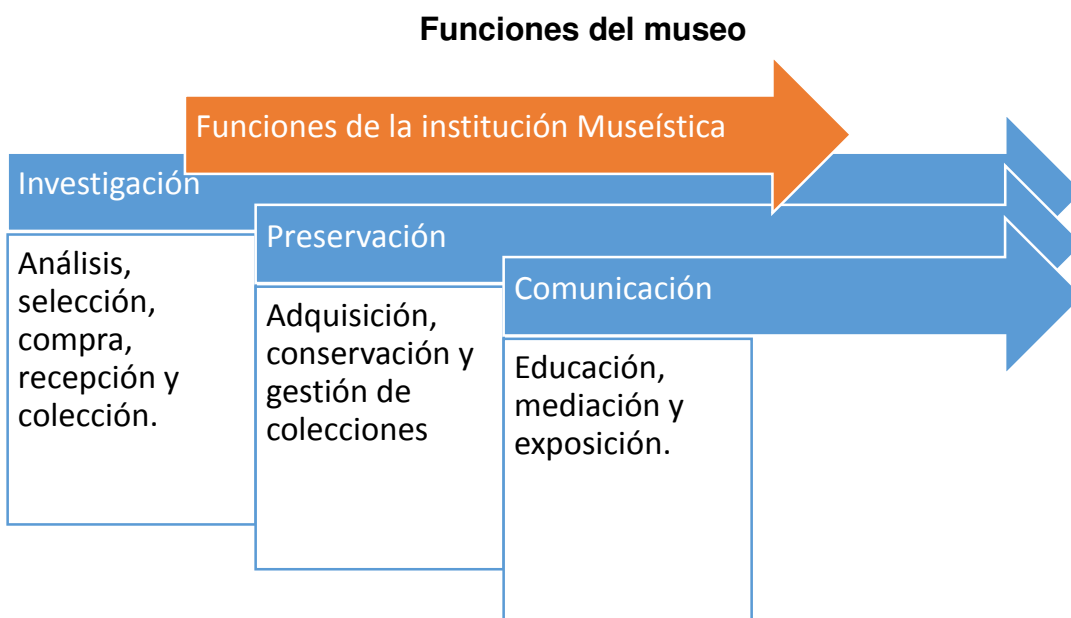 Funciones del museo
Funciones de la institución Museística
Investigación
Análisis,
selección,
compra,
recepción y
colección.
Preservación
Adquisición,
conservación y
gestión de
colecciones
Comunicación
Educación,
mediación y
exposición.